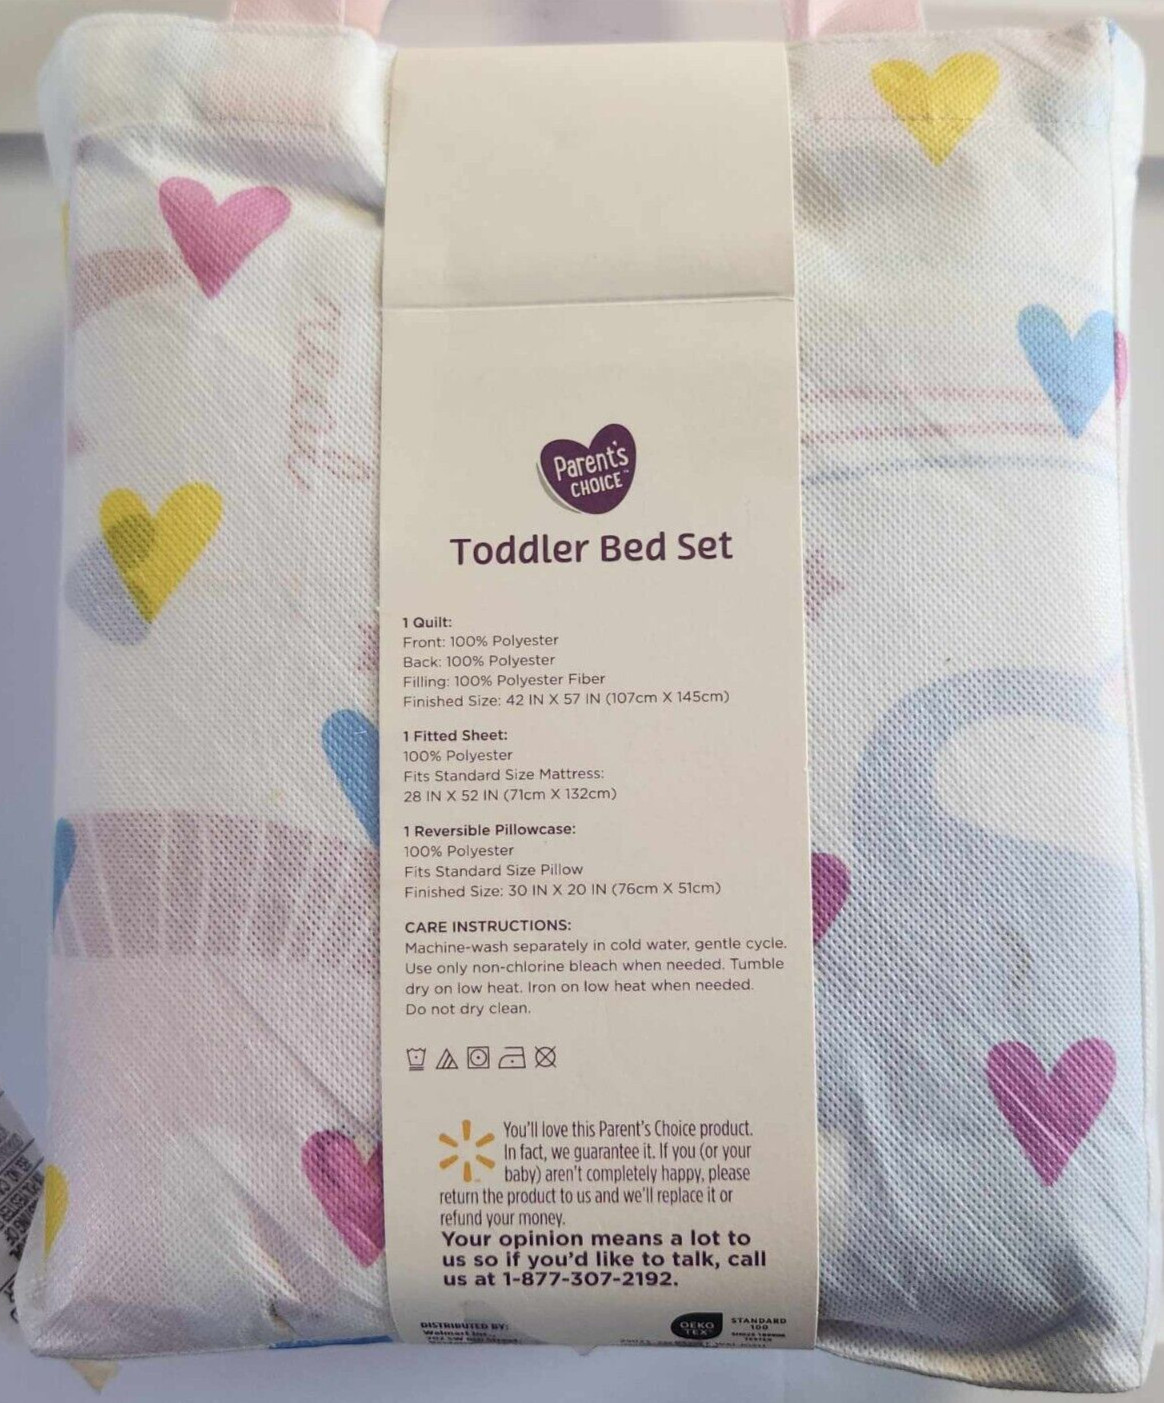 Parent's
CHOICE™
Toddler Bed Set
1 Quilt:
Front: 100% Polyester
Back: 100% Polyester
Filling: 100% Polyester Fiber
Finished Size: 42 IN X 57 IN (107cm X 145cm)
1 Fitted Sheet:
100% Polyester
Fits Standard Size Mattress:
28 IN X 52 IN (71cm X 132cm)
1 Reversible Pillowcase:
100% Polyester
Fits Standard Size Pillow
Finished Size: 30 IN X 20 IN (76cm X 51cm)
CARE INSTRUCTIONS:
Machine-wash separately in cold water, gentle cycle.
Use only non-chlorine bleach when needed. Tumble
dry on low heat. Iron on low heat when needed.
Do not dry clean.
You'll love this Parent's Choice product.
In fact, we guarantee it. If you (or your
baby) aren't completely happy, please
return the product to us and we'll replace it or
refund your money.
Your opinion means a lot to
us so if you'd like to talk, call
us at 1-877-307-2192.
DISTRIBUTED BY:
Walmart Inc.,
OEKO
TEX
STANDARD
100